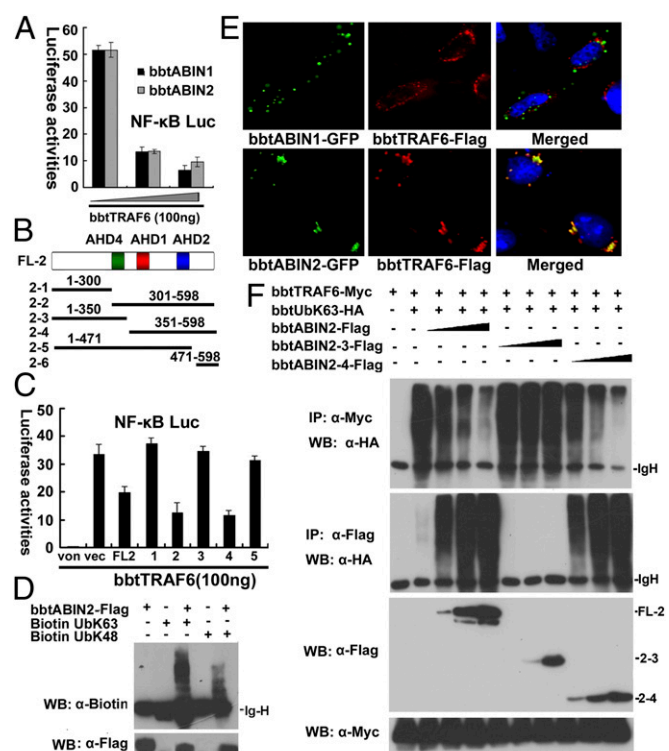 A
Luciferase activities
60
50
40
30
20
10
0
bbtABIN1
bbtABIN2
NF-κB Luc
bbtTRAF6 (100ng)
B
AHD4 AHD1 AHD2
FL-2
2-1 1-300
2-2 301-598
2-3 1-350
2-4 351-598
2-5 1-471
2-6 471-598
C
Luciferase activities
40
30
20
10
0
NF-κB Luc
von vec FL2 1 2 3 4 5
bbtTRAF6(100ng)
D
bbtABIN2-Flag + - + - +
Biotin UbK63 - + + - -
Biotin UbK48 - - - + +
WB: α-Biotin
-Ig-H
WB: α-Flag
E
bbtABIN1-GFP bbtTRAF6-Flag Merged
bbtABIN2-GFP bbtTRAF6-Flag Merged
F
bbtTRAF6-Myc + + + + + + + + + + +
bbtUbK63-HA - + + + + + + + + + +
bbtABIN2-Flag - - - - - - - -
bbtABIN2-3-Flag - - - - - - - -
bbtABIN2-4-Flag - - - - - - - -
IP: α-Myc
WB: α-HA
-IgH
IP: α-Flag
WB: α-HA
-IgH
WB: α-Flag
-FL-2
-2-3
-2-4
WB: α-Myc